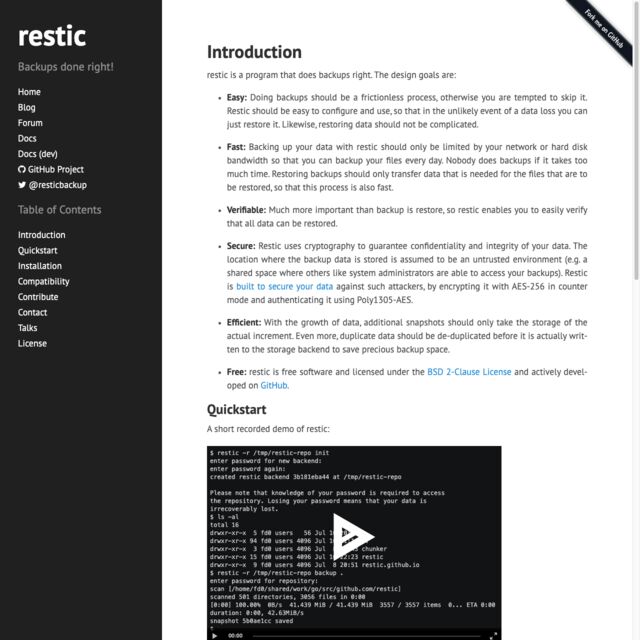 restic
Backups done right!
Home
Blog
Forum
Docs
Docs (dev)
GitHub Project
@resticbackup
Table of Contents
Introduction
Quickstart
Installation
Compatibility
Contribute
Contact
Talks
License
Fork me on GitHub
Introduction
restic is a program that does backups right. The design goals are:
• Easy: Doing backups should be a frictionless process, otherwise you are tempted to skip it.
Restic should be easy to configure and use, so that in the unlikely event of a data loss you can
just restore it. Likewise, restoring data should not be complicated.
• Fast: Backing up your data with restic should only be limited by your network or hard disk
bandwidth so that you can backup your files every day. Nobody does backups if it takes too
much time. Restoring backups should only transfer data that is needed for the files that are to
be restored, so that this process is also fast.
• Verifiable: Much more important than backup is restore, so restic enables you to easily verify
that all data can be restored.
• Secure: Restic uses cryptography to guarantee confidentiality and integrity of your data. The
location where the backup data is stored is assumed to be an untrusted environment (e.g. a
shared space where others like system administrators are able to access your backups). Restic
is built to secure your data against such attackers, by encrypting it with AES-256 in counter
mode and authenticating it using Poly1305-AES.
• Efficient: With the growth of data, additional snapshots should only take the storage of the
actual increment. Even more, duplicate data should be de-duplicated before it is actually writ-
ten to the storage backend to save precious backup space.
• Free: restic is free software and licensed under the BSD 2-Clause License and actively devel-
oped on GitHub.
Quickstart
A short recorded demo of restic:
$ restic -r /tmp/restic-repo init
enter password for new backend:
enter password again:
created restic backend 3b181eba44 at /tmp/restic-repo
Please note that knowledge of your password is required to access
the repository. Losing your password means that your data is
irrecoverably lost.
$ ls -al
total 16
drwxr-xr-x 5 fd0 users 56 Jul
drwxr-xr-x 94 fd0 users 4096 Jul
drwxr-xr-x 3 fd0 users 4096 Jul chunker
drwxr-xr-x 15 fd0 users 4096 Jul 22:23 restic
drwxr-xr-x 9 fd0 users 4096 Jul 8 20:51 restic.github.io
$ restic -r /tmp/restic-repo backup .
enter password for repository:
scan [/home/fd0/shared/work/go/src/github.com/restic]
scanned 501 directories, 3056 files in 0:00
[0:00] 100.00% 0B/s 41.439 MiB / 41.439 MiB 3557 / 3557 items 0... ETA 0:00
duration: 0:00, 42.63MiB/s
snapshot 5b0ae1cc saved
00:00